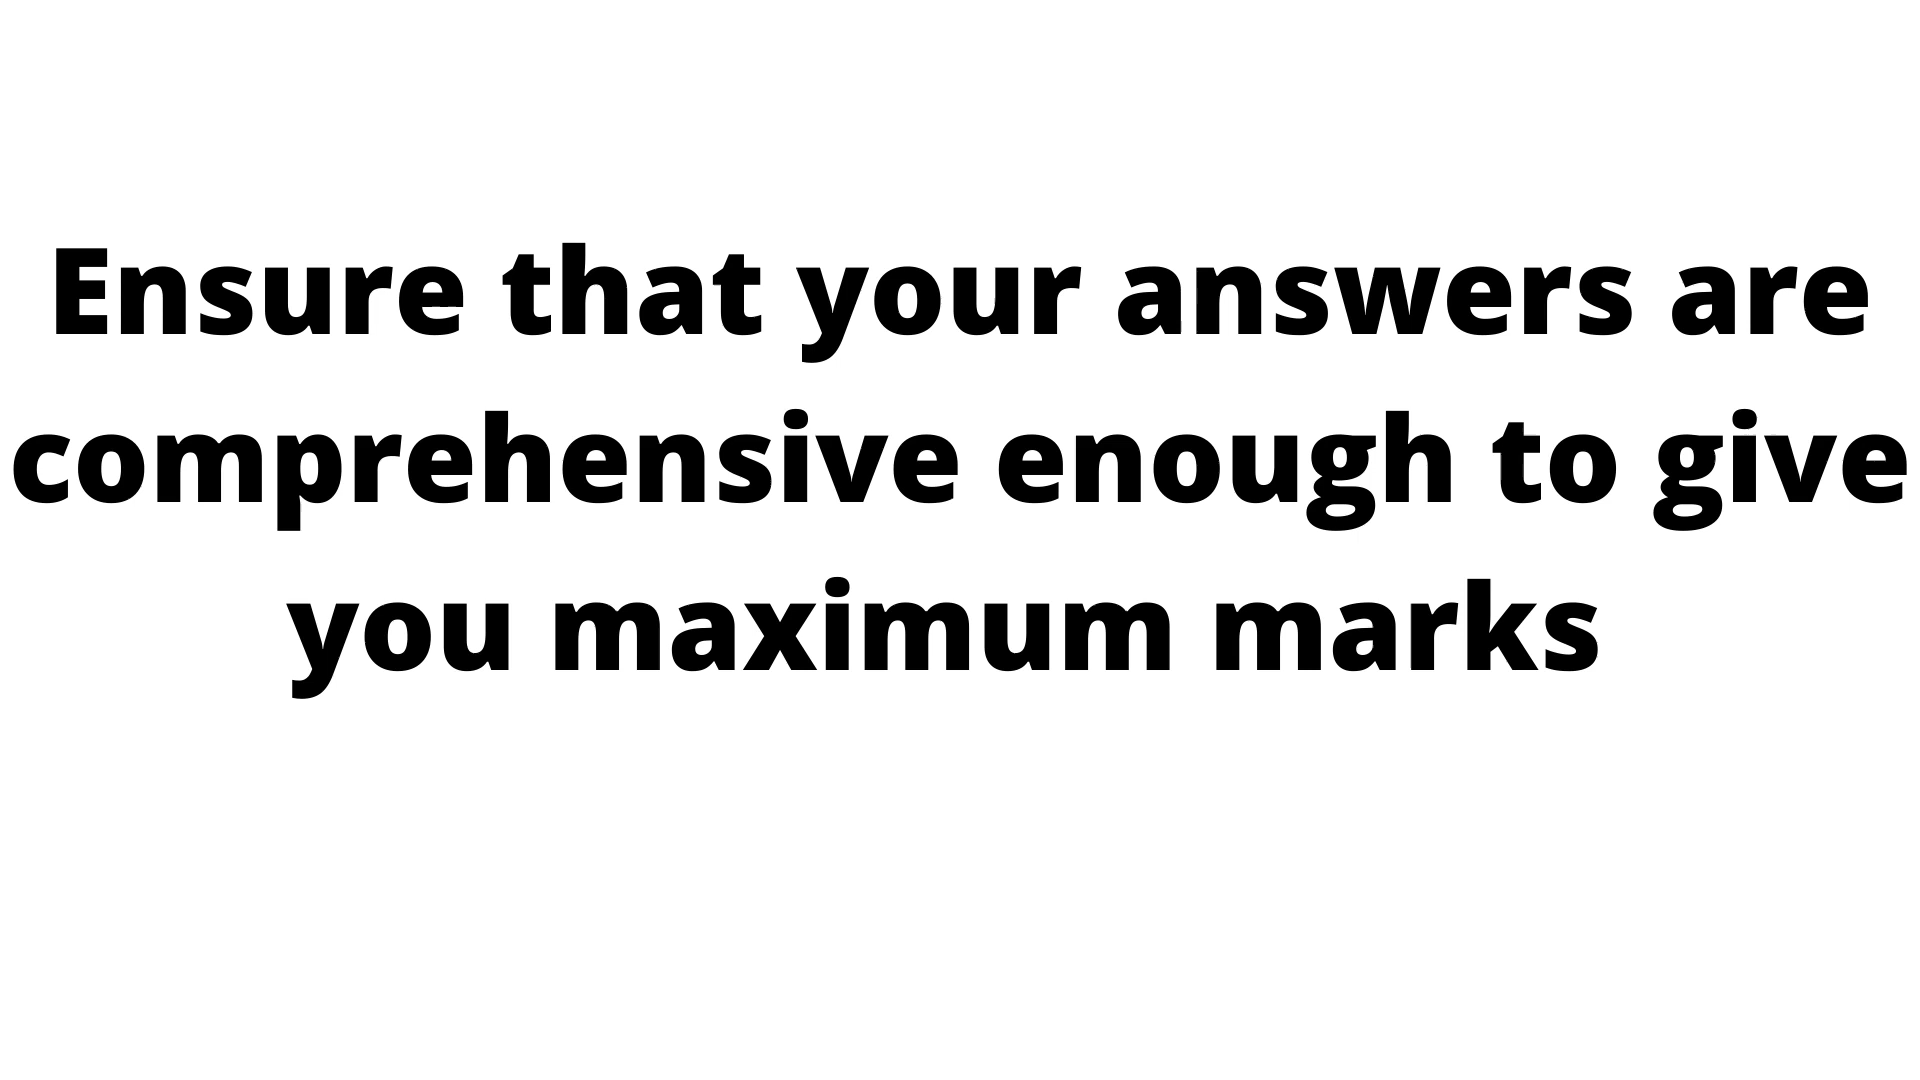 Ensure that your answers are
comprehensive enough to give
you maximum marks